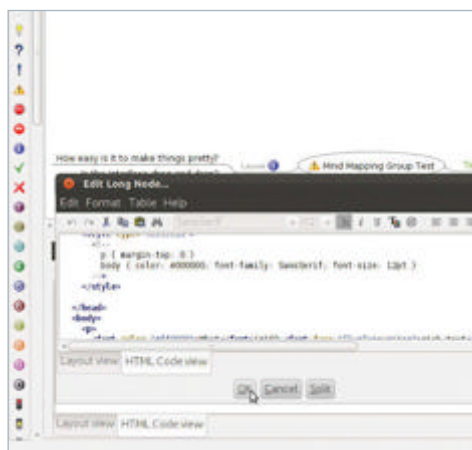 How easy is it to make things pretty?
Mind Mapping Group Test
Edit Long Node...
Edit Format Table Help
<!--
p { margin-top: 0 }
body { color: #000000; font-family: SansSerif; font-size: 12pt }
-->
</style>
</head>
<body>
<p>
Layout view HTML Code view
OK Cancel Split
Layout view HTML Code view